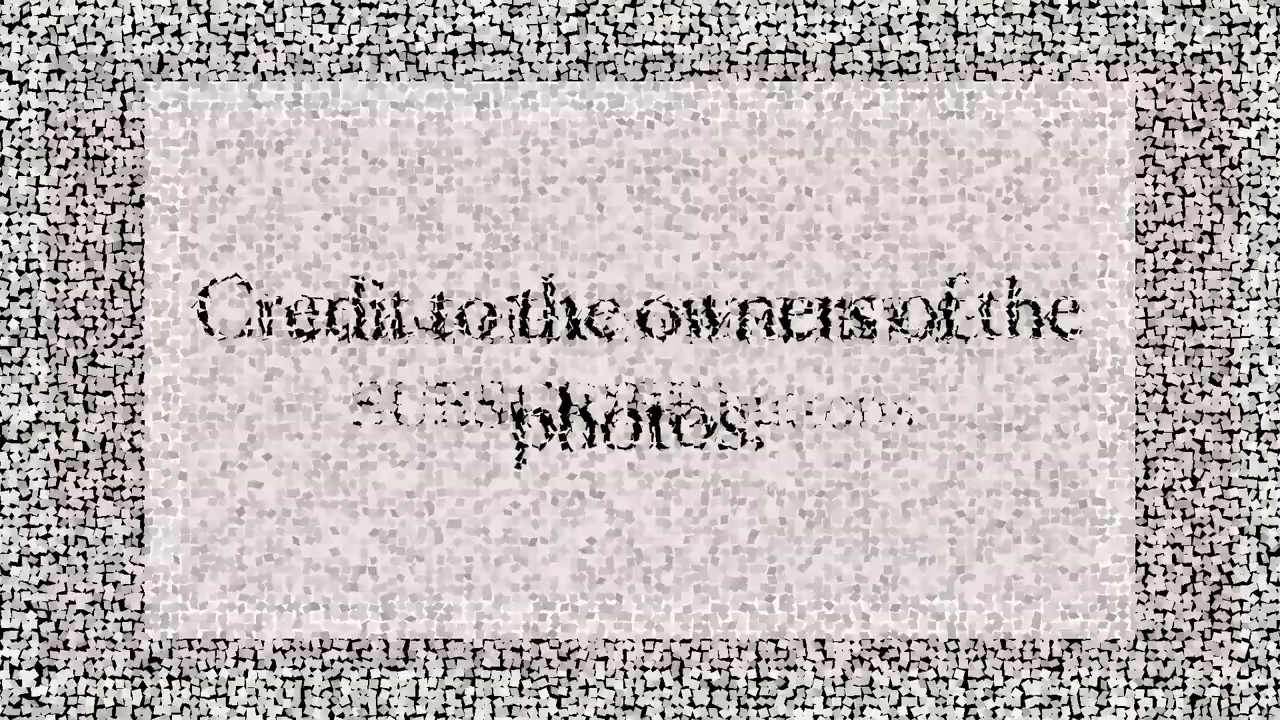 Credit to the owners of the
photos.